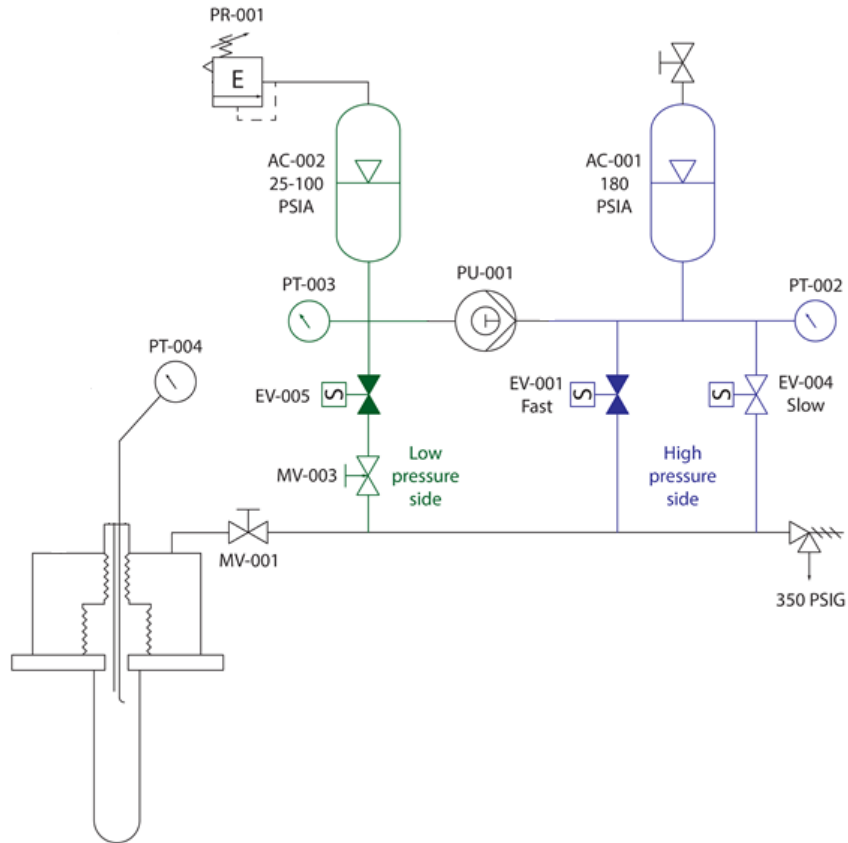 PR-001
E
AC-002
25-100
PSIA
AC-001
180
PSIA
PT-003
PU-001
PT-002
PT-004
EV-005
S
S
EV-001
Fast
S
EV-004
Slow
MV-003
Low
pressure
side
High
pressure
side
MV-001
350 PSIG